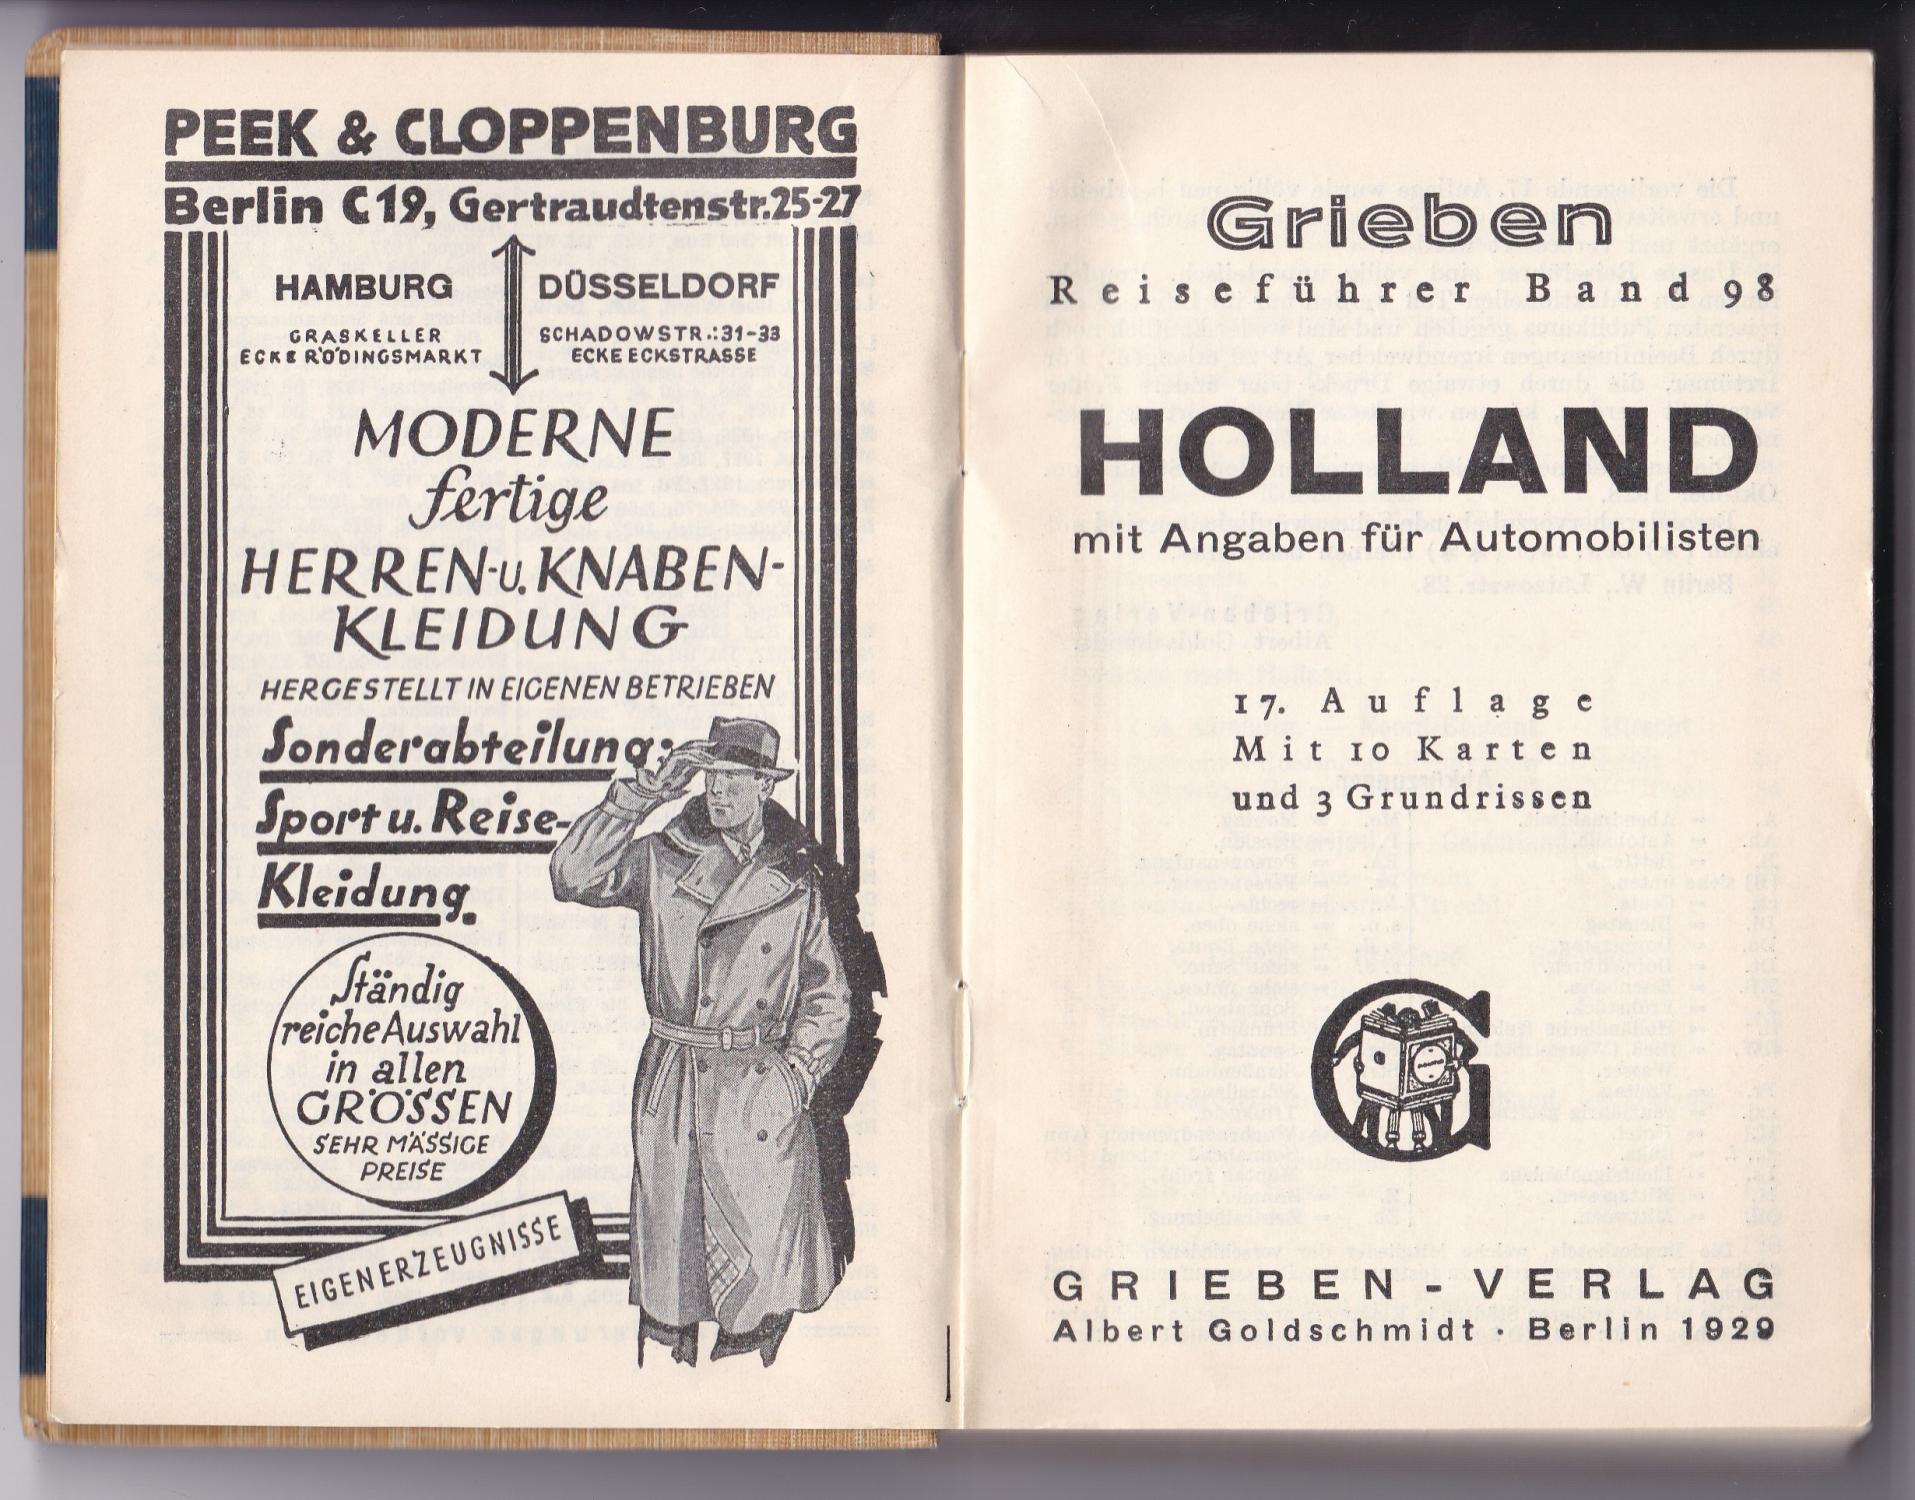 PEEK & CLOPPENBURG
Berlin C 19, Gertraudtenstr. 25-27
HAMBURG
GRASKELLER
ECKE RÖDINGSMARKT
DÜSSELDORF
SCHADOWSTR.:31-33
ECKE ECKSTRASSE
MODERNE
fertige
HERREN-u. KNABEN-
KLEIDUNG
HERGESTELLT IN EIGENEN BETRIEBEN
Sonderabteilung:
Sport u. Reise-
Kleidung.
Ständig
reiche Auswahl
in allen
GRÖSSEN
SEHR MÄSSIGE
PREISE
EIGENERZEUGNISSE
Grieben
Reiseführer Band 98
HOLLAND
mit Angaben für Automobilisten
17. Auflage
Mit 10 Karten
und 3 Grundrissen
G
GRIEBEN-VERLAG
Albert Goldschmidt · Berlin 1929